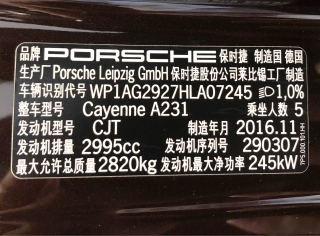 品牌 PORSCHE 保时捷 制造国 德国
生产厂 Porsche Leipzig GmbH 保时捷股份公司莱比锡工厂制造
车辆识别代号 WP1AG2927HLA07245 1,0%
整车型号 Cayenne A231 乘坐人数 5
发动机型号 CJT 制造年月 2016.11
发动机排量 2995cc 发动机序列号 290307
最大允许总质量 2820kg 发动机最大净功率 245kW